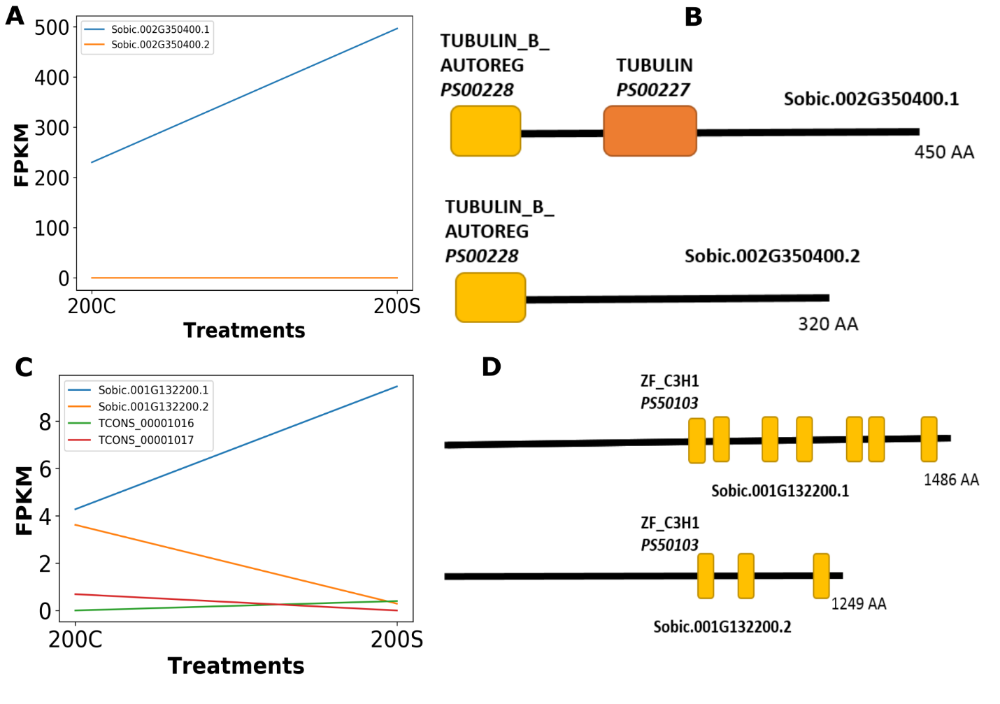 A
500
400
300
200
100
0
FPKM
Sobic.002G350400.1
Sobic.002G350400.2
200C
200S
Treatments
B
TUBULIN_B_
AUTOREG
PS00228
TUBULIN
PS00227
Sobic.002G350400.1
450 AA
TUBULIN_B_
AUTOREG
PS00228
Sobic.002G350400.2
320 AA
C
8
6
4
2
0
FPKM
Sobic.001G132200.1
Sobic.001G132200.2
TCONS_00001016
TCONS_00001017
200C
200S
Treatments
D
ZF_C3H1
PS50103
1486 AA
Sobic.001G132200.1
ZF_C3H1
PS50103
1249 AA
Sobic.001G132200.2